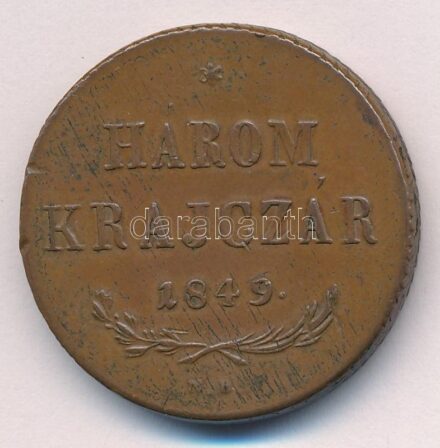 *
HÁROM
KRAJCZÁR
darabanth
1849.